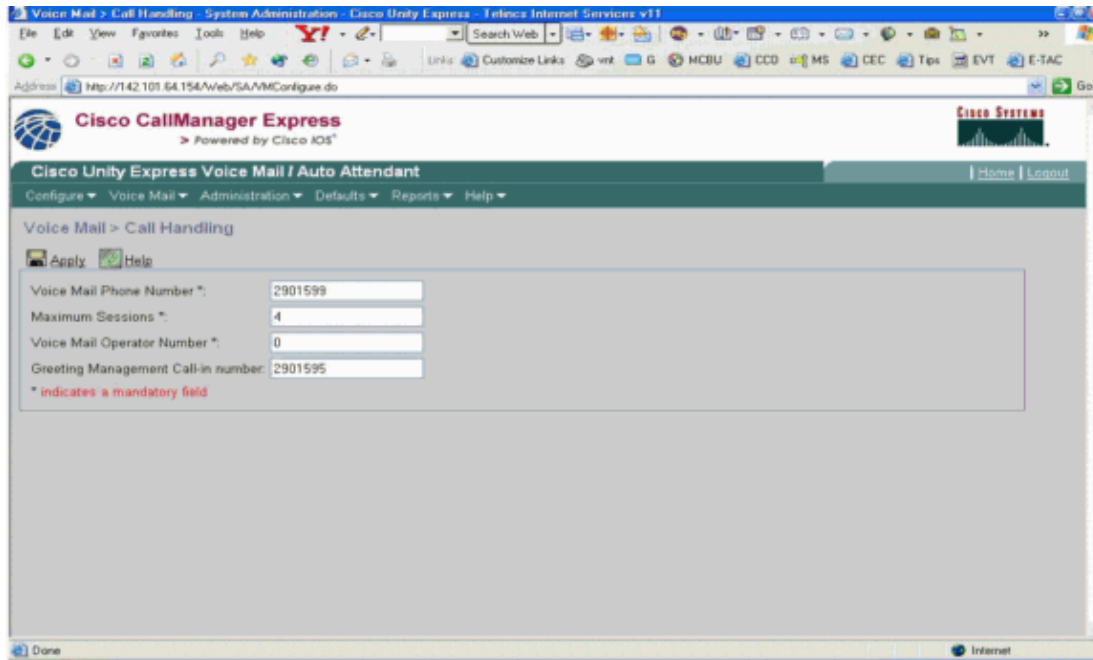 Voice Mail > Call Handling - System Administration - Cisco Unity Express - Telincs Internet Services v11
File Edit View Favorites Tools Help Y! Search Web
Links Customize Links vnt G MCBU CCO MS CEC Tips EVT E-TAC
Address http://142.101.64.154/Web/SA/VMConfigure.do Go
Cisco CallManager Express
> Powered by Cisco IOS®
CISCO SYSTEMS
Cisco Unity Express Voice Mail / Auto Attendant
| Home | Logout
Configure Voice Mail Administration Defaults Reports Help
Voice Mail > Call Handling
Apply Help
Voice Mail Phone Number *: 2901599
Maximum Sessions *: 4
Voice Mail Operator Number *: 0
Greeting Management Call-in number: 2901595
* indicates a mandatory field
Done Internet